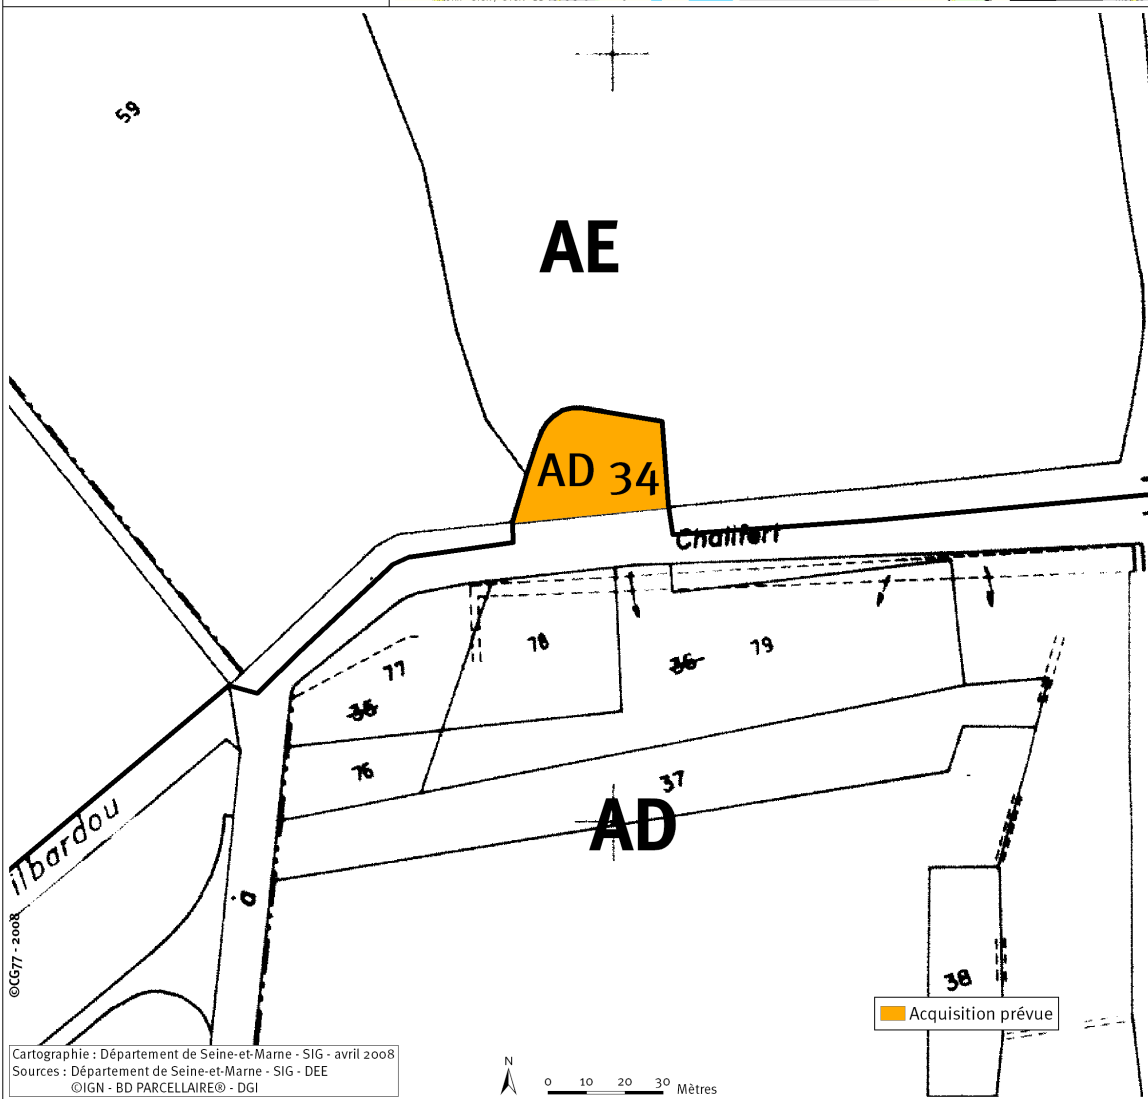 59
AE
AD 34
Chalifert
78
79
36
77
35
76
37
AD
ilbardou
à
38
©CG77 - 2008
Acquisition prévue
Cartographie : Département de Seine-et-Marne - SIG - avril 2008
Sources : Département de Seine-et-Marne - SIG - DEE
©IGN - BD PARCELLAIRE® - DGI
N
0 10 20 30 Mètres